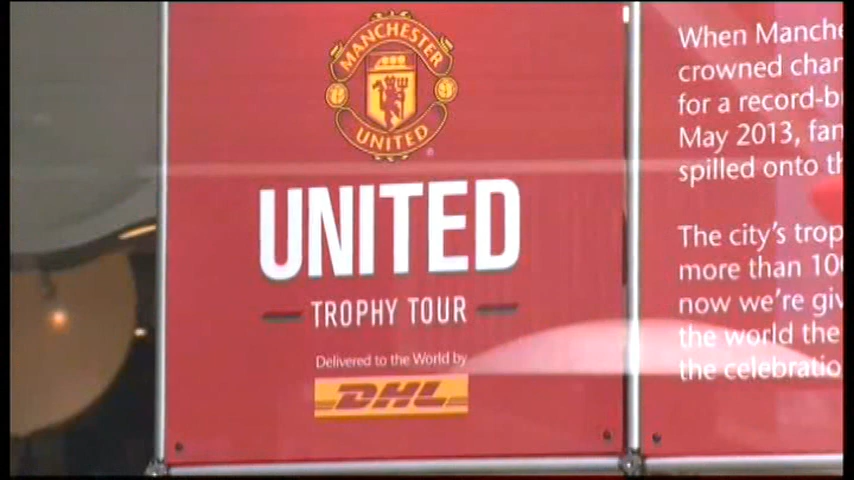 MANCHESTER
UNITED
UNITED
TROPHY TOUR
Delivered to the World by
DHL
When Manche
crowned cham
for a record-b
May 2013, fan
spilled onto th
The city's trop
more than 100
now we're giv
the world the
the celebratio